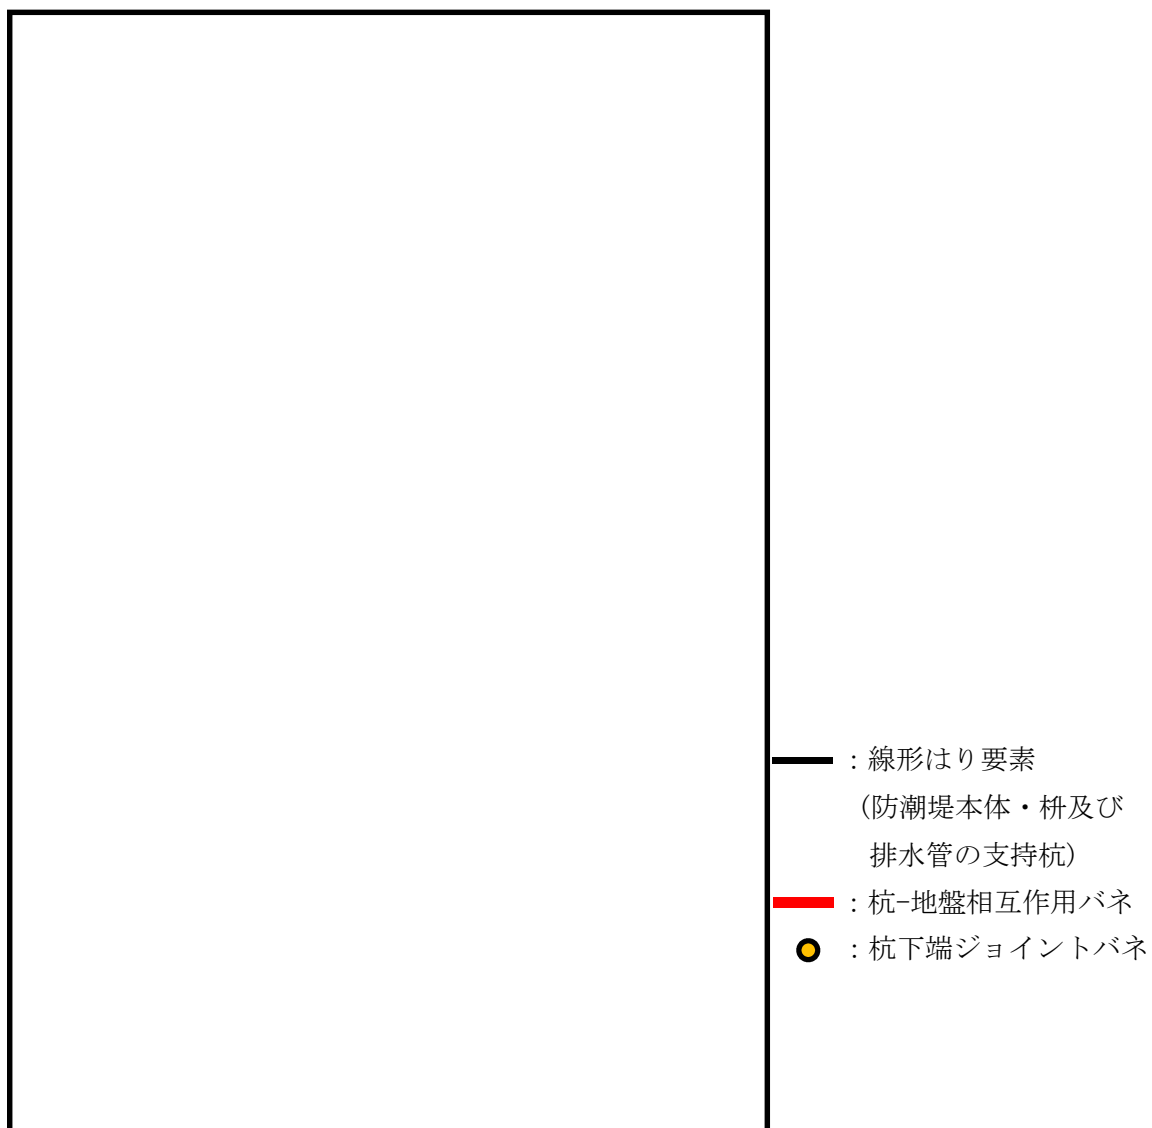 ：線形はり要素
(防潮堤本体・枡及び
排水管の支持杭)
：杭-地盤相互作用バネ
：杭下端ジョイントバネ